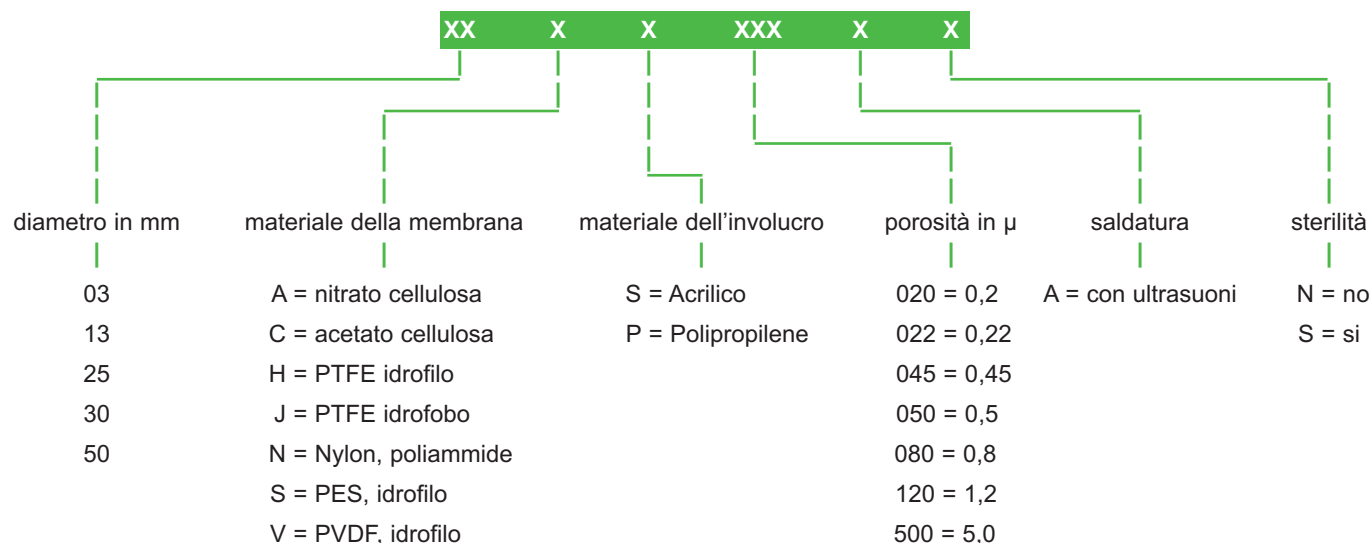 XX X X XXX X X
diametro in mm materiale della membrana materiale dell'involucro porosità in µ saldatura sterilità
03 A = nitrato cellulosa S = Acrilico 020 = 0,2 A = con ultrasuoni N = no
13 C = acetato cellulosa P = Polipropilene 022 = 0,22 S = si
25 H = PTFE idrofilo 045 = 0,45
30 J = PTFE idrofobo 050 = 0,5
50 N = Nylon, poliammide 080 = 0,8
S = PES, idrofilo 120 = 1,2
V = PVDF, idrofilo 500 = 5,0